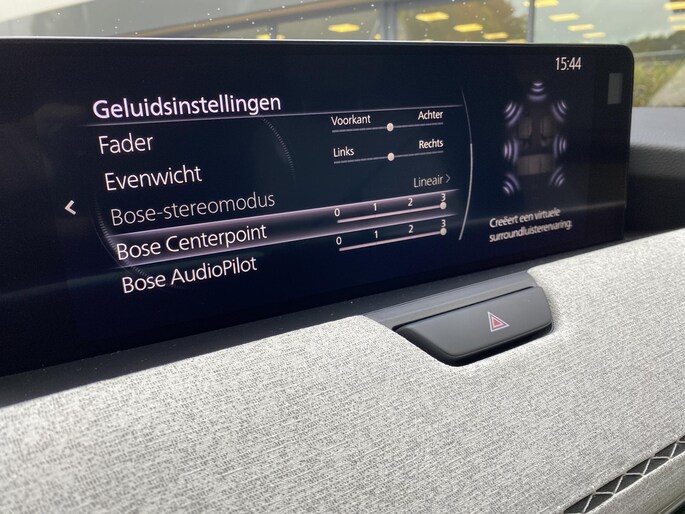 15:44
Geluidsinstellingen
Fader
Voorkant Achter
Evenwicht
Links Rechts
Bose-stereomodus
Lineair
Bose Centerpoint
0 1 2 3
Bose AudioPilot
0 1 2 3
Creëert een virtuele
surroundluisterervaring.